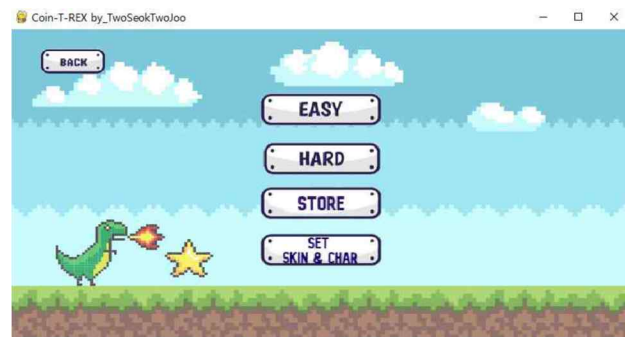 Coin-T-REX by_TwoSeokTwoJoo
BACK
EASY
HARD
STORE
SET
SKIN & CHAR